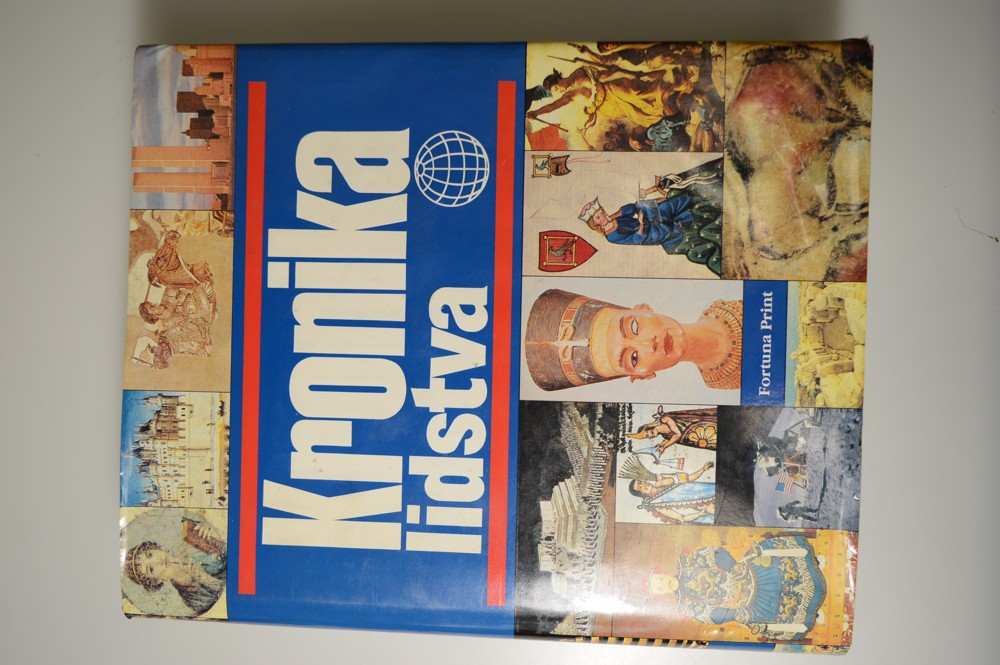 Kronika
lidstva
Fortuna Print